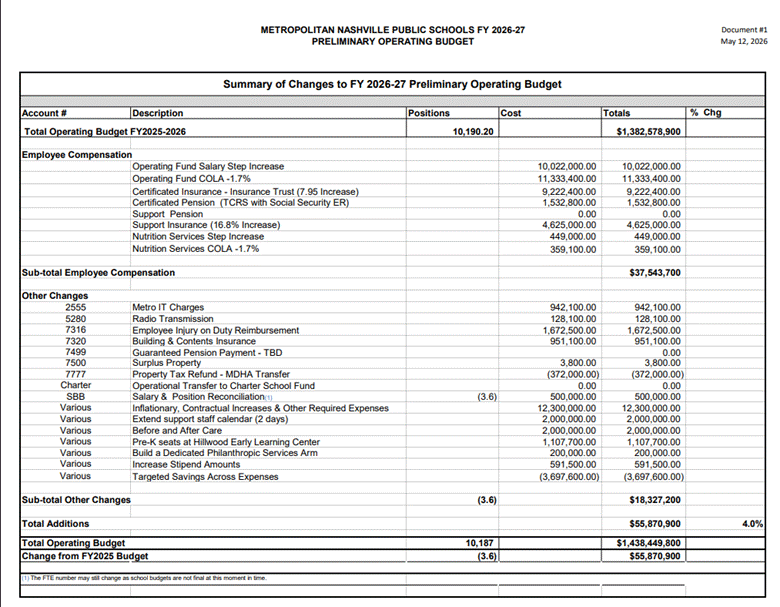 METROPOLITAN NASHVILLE PUBLIC SCHOOLS FY 2026-27
PRELIMINARY OPERATING BUDGET
Document #1
May 12, 2026
Summary of Changes to FY 2026-27 Preliminary Operating Budget
Account # Description Positions Cost Totals % Chg
Total Operating Budget FY2025-2026 10,190.20 $1,382,578,900
Employee Compensation
Operating Fund Salary Step Increase 10,022,000.00 10,022,000.00
Operating Fund COLA -1.7% 11,333,400.00 11,333,400.00
Certificated Insurance - Insurance Trust (7.95 Increase) 9,222,400.00 9,222,400.00
Certificated Pension (TCRS with Social Security ER) 1,532,800.00 1,532,800.00
Support Pension 0.00 0.00
Support Insurance (16.8% Increase) 4,625,000.00 4,625,000.00
Nutrition Services Step Increase 449,000.00 449,000.00
Nutrition Services COLA -1.7% 359,100.00 359,100.00
Sub-total Employee Compensation $37,543,700
Other Changes
2555 Metro IT Charges 942,100.00 942,100.00
5280 Radio Transmission 128,100.00 128,100.00
7316 Employee Injury on Duty Reimbursement 1,672,500.00 1,672,500.00
7320 Building & Contents Insurance 951,100.00 951,100.00
7499 Guaranteed Pension Payment - TBD 0.00
7500 Surplus Property 3,800.00 3,800.00
7777 Property Tax Refund - MDHA Transfer (372,000.00) (372,000.00)
Charter Operational Transfer to Charter School Fund 0.00 0.00
SBB Salary & Position Reconciliation(1) (3.6) 500,000.00 500,000.00
Various Inflationary, Contractual Increases & Other Required Expenses 12,300,000.00 12,300,000.00
Various Extend support staff calendar (2 days) 2,000,000.00 2,000,000.00
Various Before and After Care 2,000,000.00 2,000,000.00
Various Pre-K seats at Hillwood Early Learning Center 1,107,700.00 1,107,700.00
Various Build a Dedicated Philanthropic Services Arm 200,000.00 200,000.00
Various Increase Stipend Amounts 591,500.00 591,500.00
Various Targeted Savings Across Expenses (3,697,600.00) (3,697,600.00)
Sub-total Other Changes (3.6) $18,327,200
Total Additions $55,870,900 4.0%
Total Operating Budget 10,187 $1,438,449,800
Change from FY2025 Budget (3.6) $55,870,900
(1) The FTE number may still change as school budgets are not final at this moment in time.